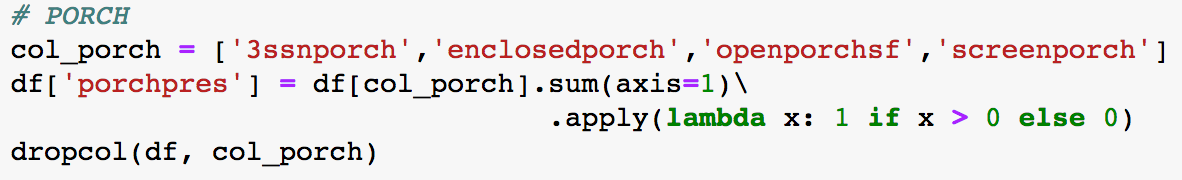 # PORCH
col_porch = ['3ssnporch','enclosedporch','openporchsf','screenporch']
df['porchpres'] = df[col_porch].sum(axis=1)\
.apply(lambda x: 1 if x > 0 else 0)
dropcol(df, col_porch)